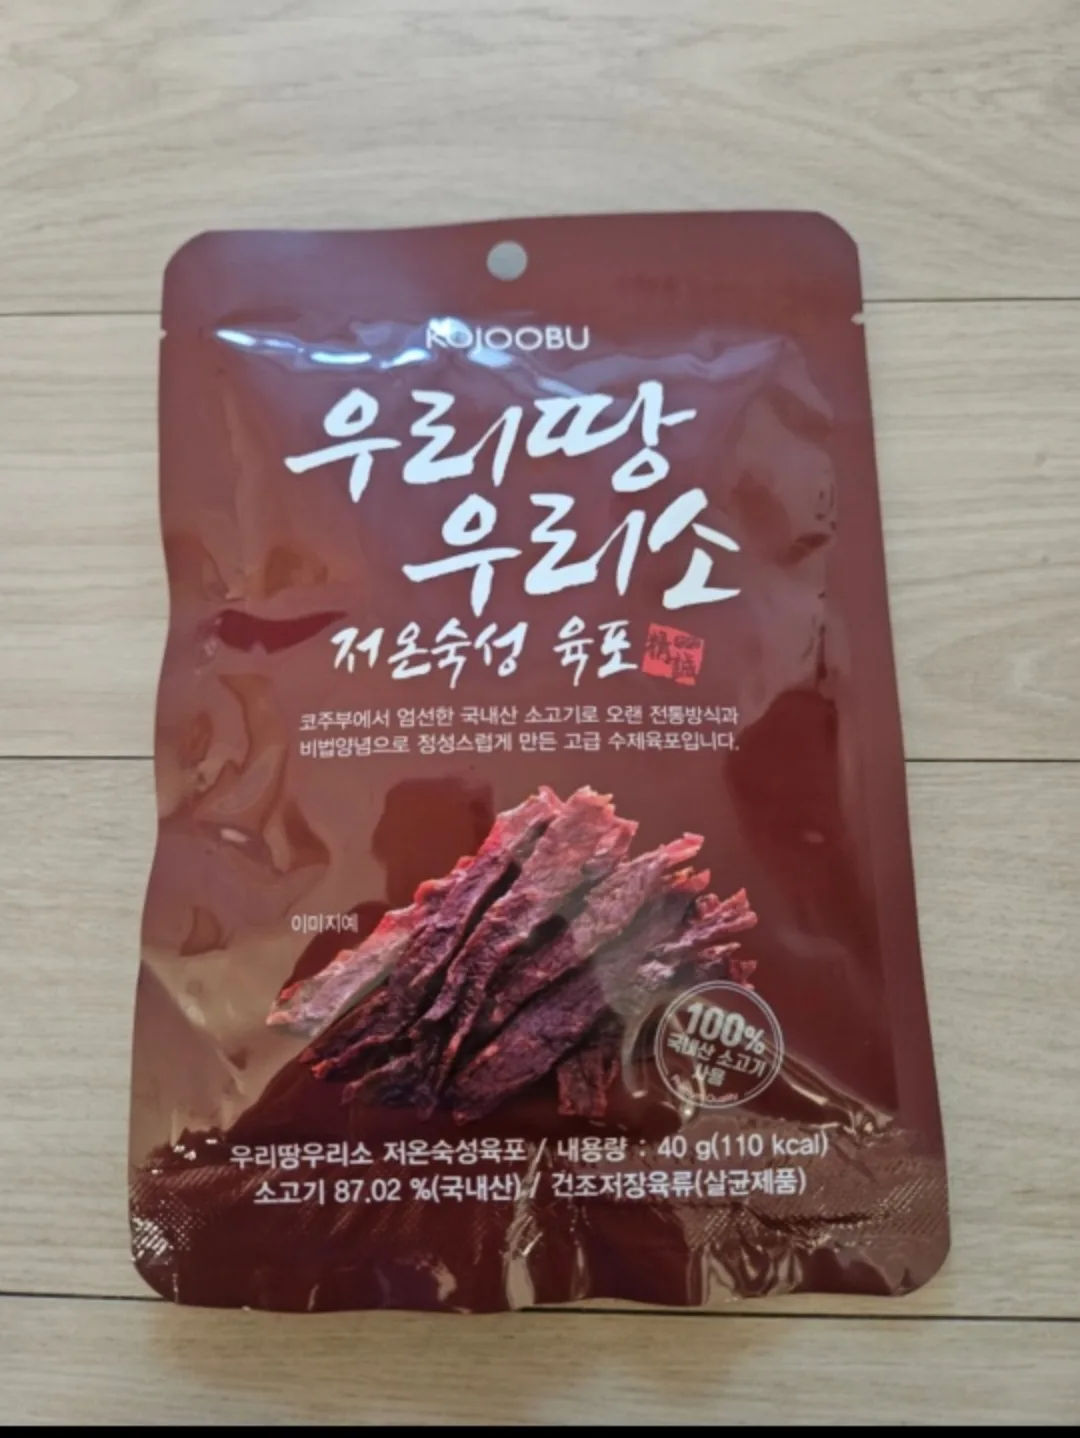 KOJOOBU
우리땅
우리소
저온숙성 육포
코주부에서 엄선한 국내산 소고기로 오랜 전통방식과
비법양념으로 정성스럽게 만든 고급 수제육포입니다.
이미지예
100%
국내산 소고기
사용
Quality
우리땅우리소 저온숙성육포 / 내용량 : 40 g(110 kcal)
소고기 87.02 %(국내산) / 건조저장육류(살균제품)